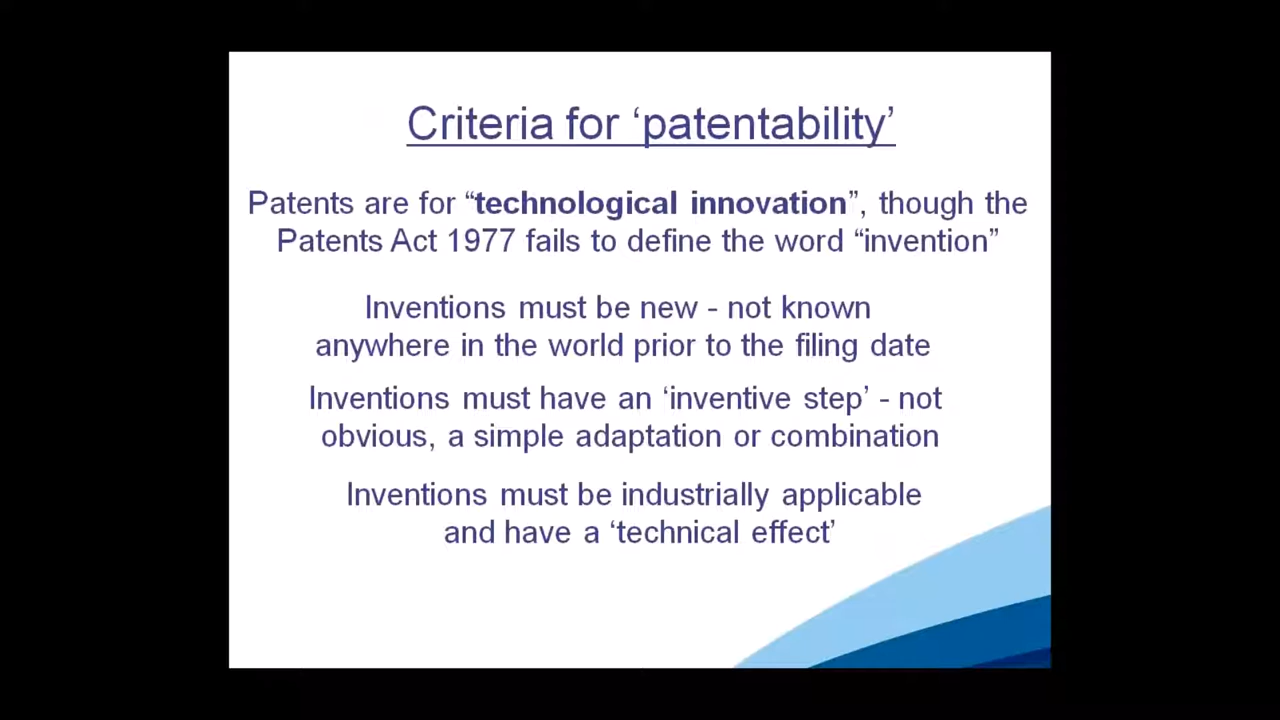 Criteria for ‘patentability’
Patents are for “technological innovation”, though the
Patents Act 1977 fails to define the word “invention”
Inventions must be new - not known
anywhere in the world prior to the filing date
Inventions must have an ‘inventive step’ - not
obvious, a simple adaptation or combination
Inventions must be industrially applicable
and have a ‘technical effect’